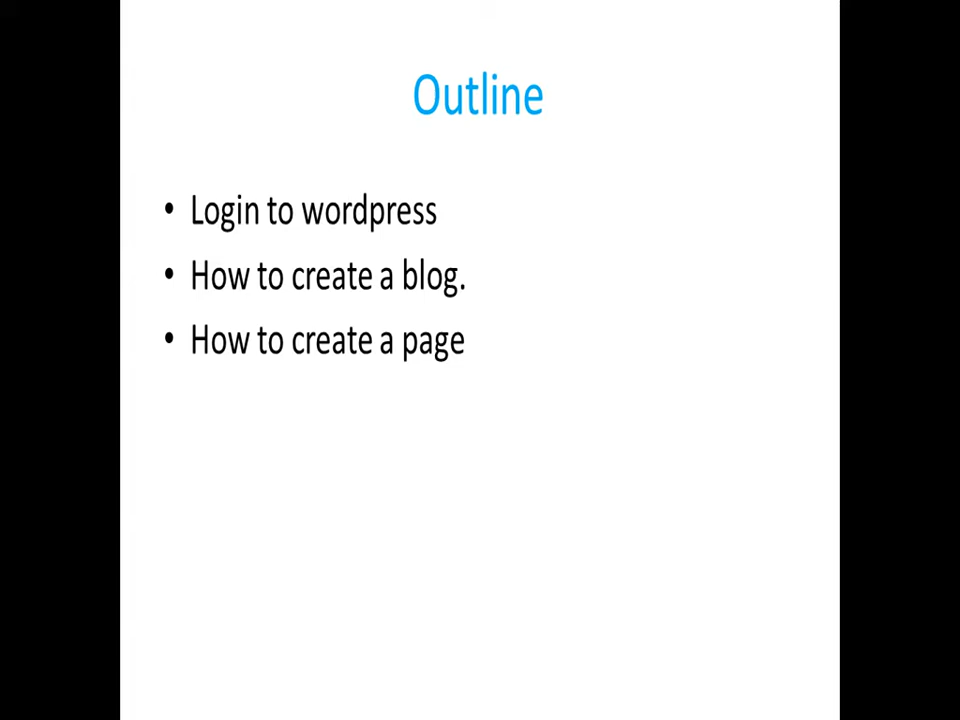 Outline
• Login to wordpress
• How to create a blog.
• How to create a page